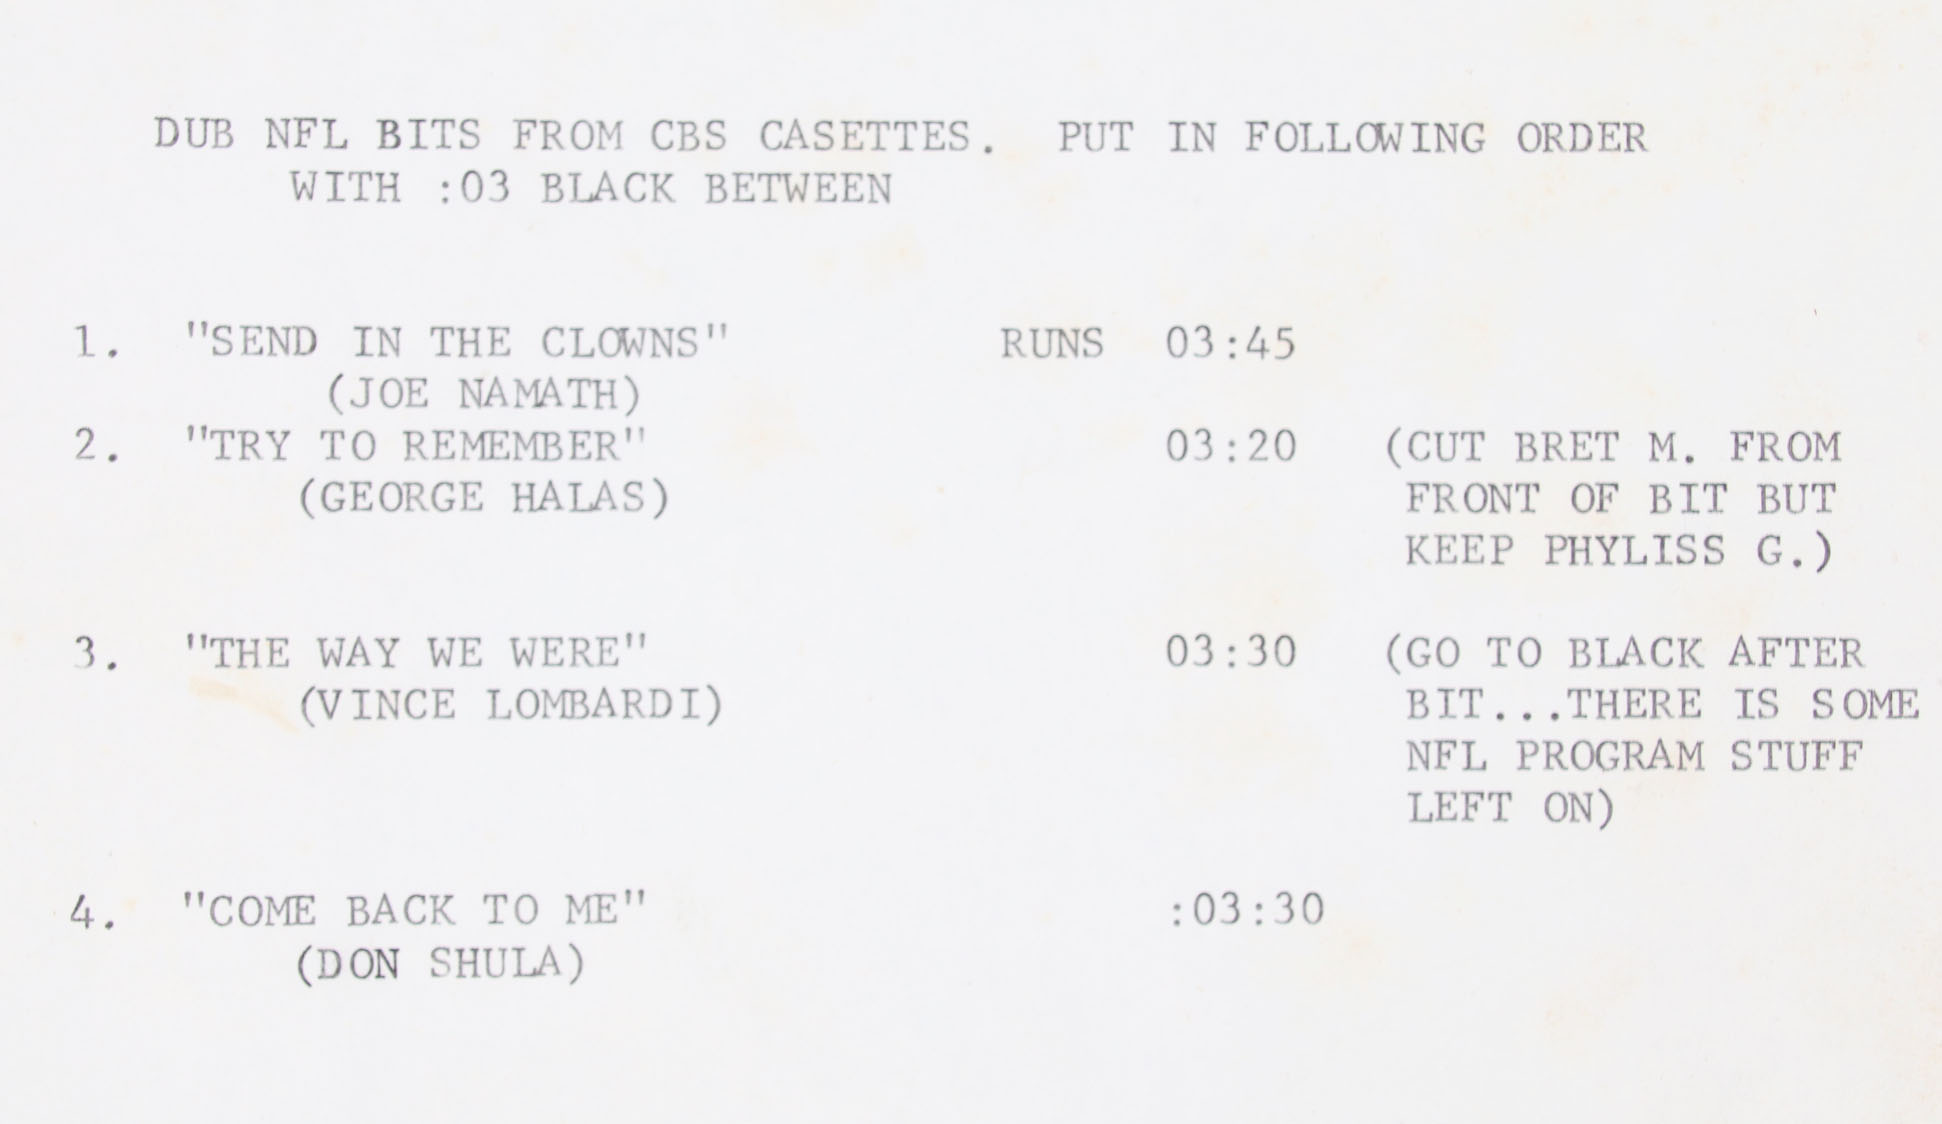 DUB NFL BITS FROM CBS CASETTES.  PUT IN FOLLOWING ORDER
WITH :03 BLACK BETWEEN
1. "SEND IN THE CLOWNS" RUNS 03:45
(JOE NAMATH)
2. "TRY TO REMEMBER" 03:20 (CUT BRET M. FROM
(GEORGE HALAS) FRONT OF BIT BUT
KEEP PHYLISS G.)
3. "THE WAY WE WERE" 03:30 (GO TO BLACK AFTER
(VINCE LOMBARDI) BIT...THERE IS SOME
NFL PROGRAM STUFF
LEFT ON)
4. "COME BACK TO ME" :03:30
(DON SHULA)